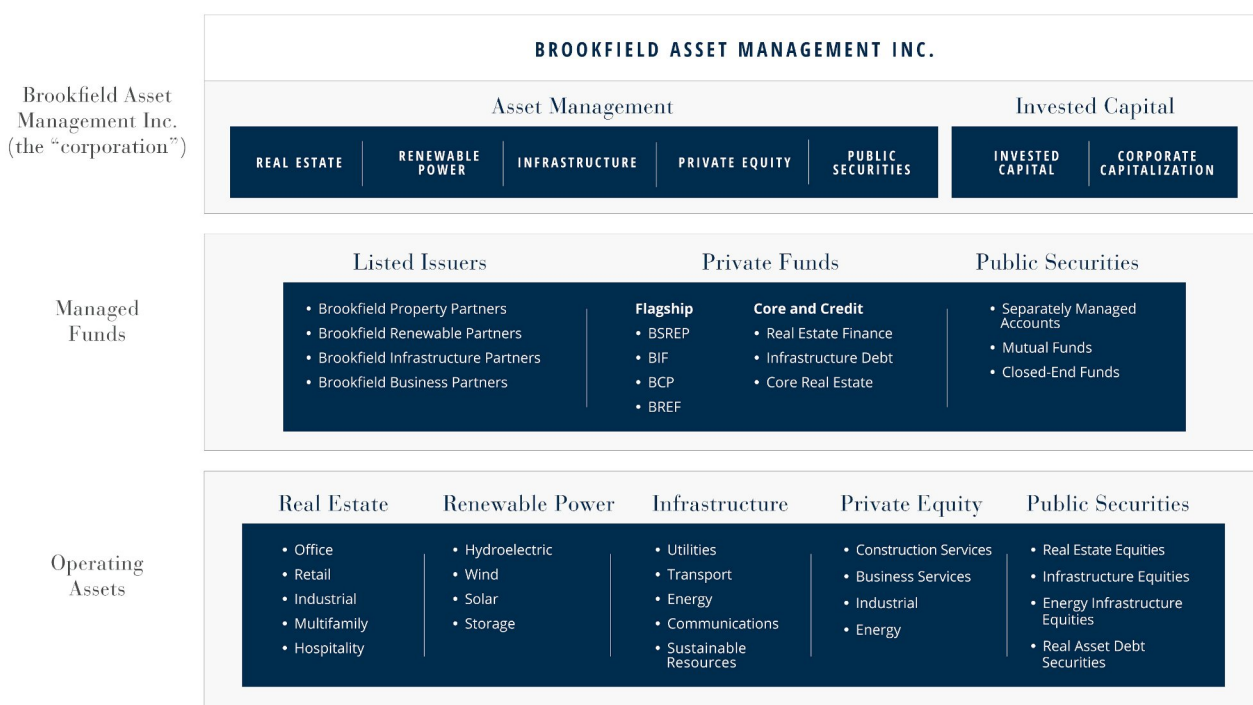 BROOKFIELD ASSET MANAGEMENT INC.
Brookfield Asset
Management Inc.
(the “corporation”)
Asset Management
Invested Capital
REAL ESTATE
RENEWABLE
POWER
INFRASTRUCTURE
PRIVATE EQUITY
PUBLIC
SECURITIES
INVESTED
CAPITAL
CORPORATE
CAPITALIZATION
Managed
Funds
Listed Issuers
• Brookfield Property Partners
• Brookfield Renewable Partners
• Brookfield Infrastructure Partners
• Brookfield Business Partners
Private Funds
Flagship
• BSREP
• BIF
• BCP
• BREF
Core and Credit
• Real Estate Finance
• Infrastructure Debt
• Core Real Estate
Public Securities
• Separately Managed
Accounts
• Mutual Funds
• Closed-End Funds
Operating
Assets
Real Estate
• Office
• Retail
• Industrial
• Multifamily
• Hospitality
Renewable Power
• Hydroelectric
• Wind
• Solar
• Storage
Infrastructure
• Utilities
• Transport
• Energy
• Communications
• Sustainable
Resources
Private Equity
• Construction Services
• Business Services
• Industrial
• Energy
Public Securities
• Real Estate Equities
• Infrastructure Equities
• Energy Infrastructure
Equities
• Real Asset Debt
Securities